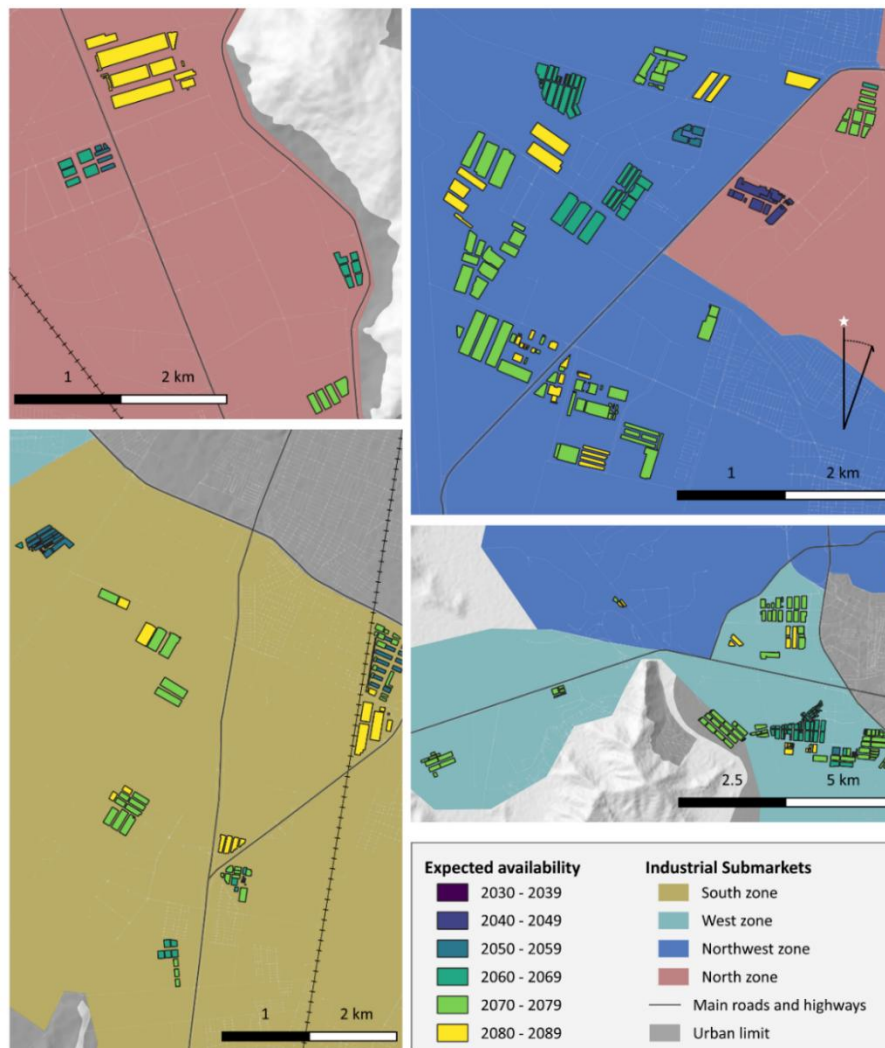 1 2 km
1 2 km
1 2 km
2.5 5 km
Expected availability
2030 - 2039
2040 - 2049
2050 - 2059
2060 - 2069
2070 - 2079
2080 - 2089
Industrial Submarkets
South zone
West zone
Northwest zone
North zone
Main roads and highways
Urban limit